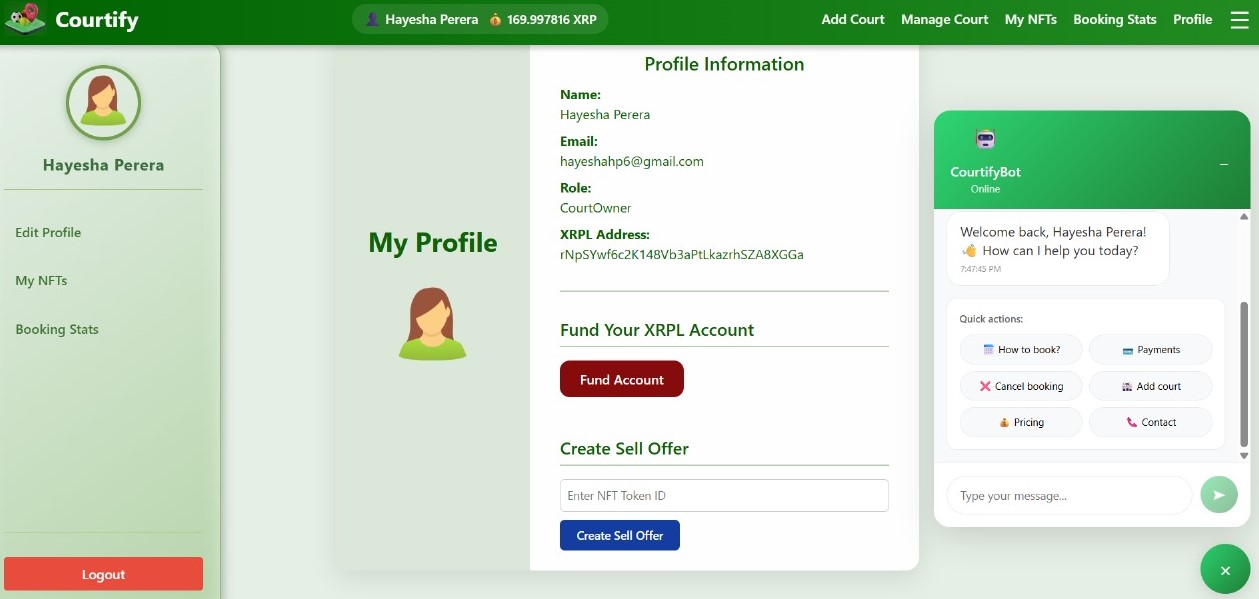 Courtify
Hayesha Perera 169.997816 XRP
Add Court Manage Court My NFTs Booking Stats Profile
Hayesha Perera
Edit Profile
My NFTs
Booking Stats
Logout
My Profile
Profile Information
Name:
Hayesha Perera
Email:
hayeshahp6@gmail.com
Role:
CourtOwner
XRPL Address:
rNpSYwf6c2K148Vb3aPtLkazrhSZA8XGGa
Fund Your XRPL Account
Fund Account
Create Sell Offer
Enter NFT Token ID
Create Sell Offer
CourtifyBot
Online
Welcome back, Hayesha Perera!
👋 How can I help you today?
7:47:45 PM
Quick actions:
How to book? Payments
Cancel booking Add court
Pricing Contact
Type your message...